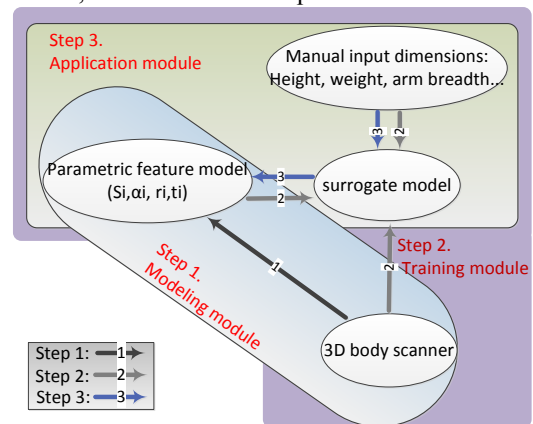 Step 3.
Application module
Manual input dimensions:
Height, weight, arm breadth...
3
2
Parametric feature model
(Si,αi, ri,ti)
3
2
surrogate model
Step 1.
Modeling module
1
2
Step 2.
Training module
3D body scanner
Step 1: 1
Step 2: 2
Step 3: 3